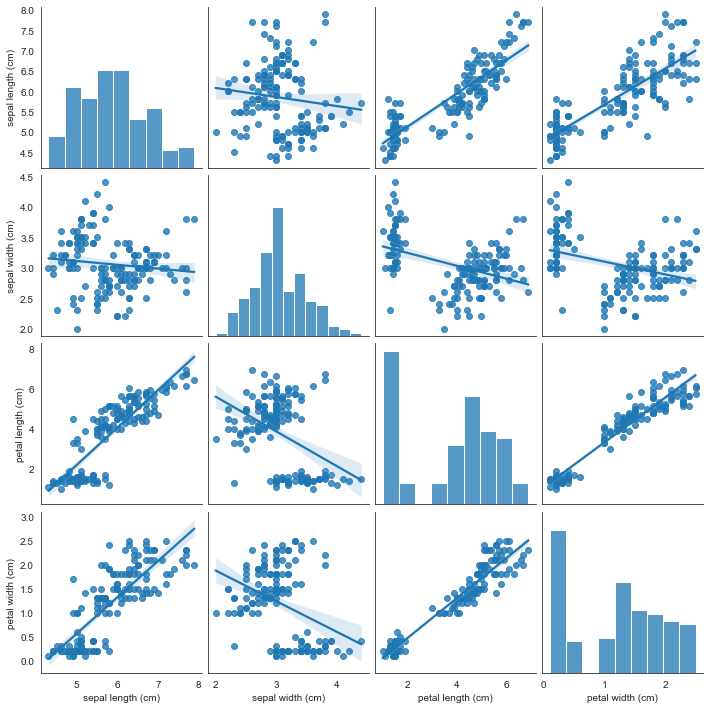 8.0
7.5
7.0
6.5
6.0
5.5
5.0
4.5
sepal length (cm)
4.5
4.0
3.5
3.0
2.5
2.0
sepal width (cm)
8
6
4
2
petal length (cm)
3.0
2.5
2.0
1.5
1.0
0.5
0.0
petal width (cm)
5 6 7 8
sepal length (cm)
2 3 4
sepal width (cm)
2 4 6
petal length (cm)
0 1 2
petal width (cm)